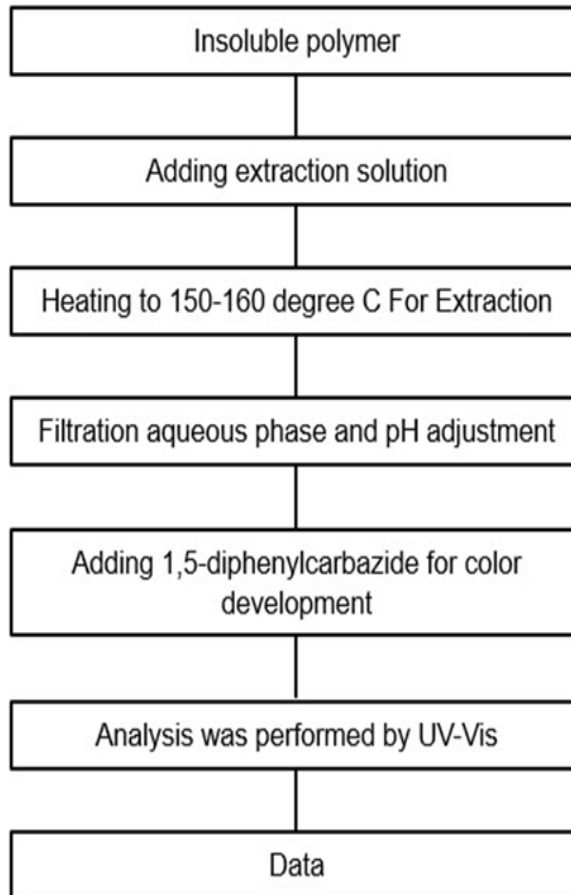 Insoluble polymer
Adding extraction solution
Heating to 150-160 degree C For Extraction
Filtration aqueous phase and pH adjustment
Adding 1,5-diphenylcarbazide for color
development
Analysis was performed by UV-Vis
Data